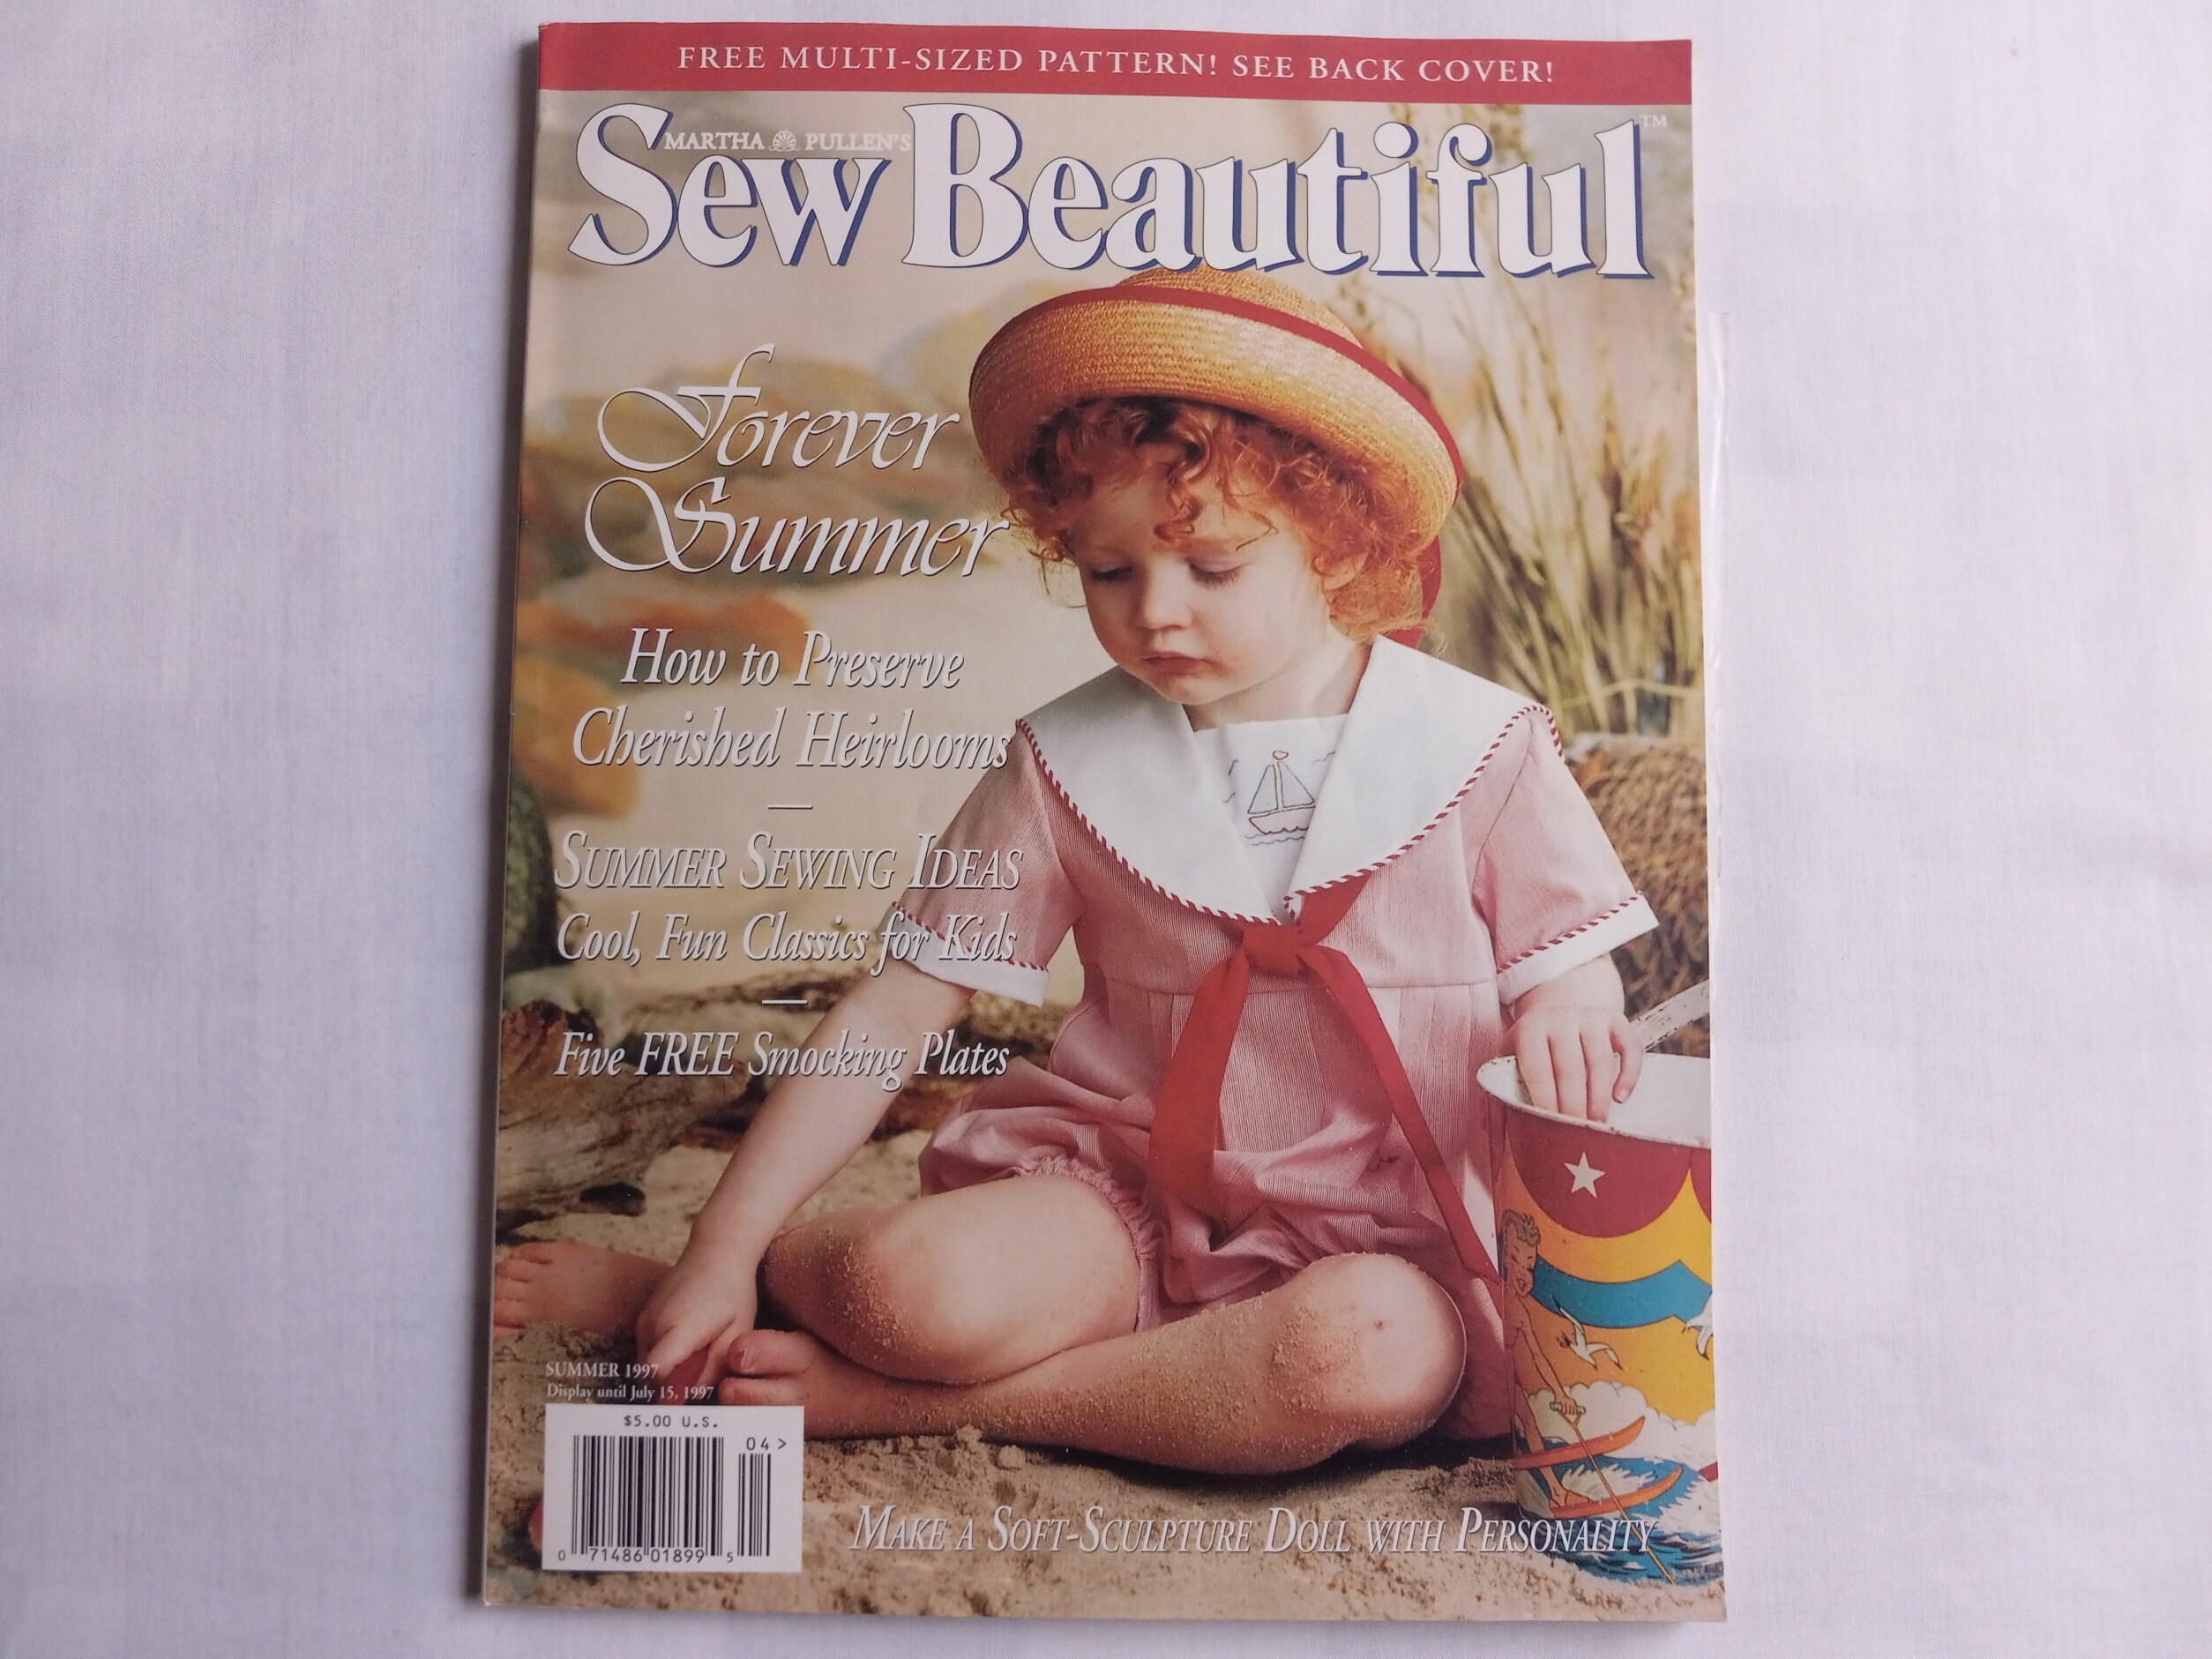 FREE MULTI-SIZED PATTERN! SEE BACK COVER!
MARTHA PULLEN'S
Sew Beautiful™
Forever
Summer
How to Preserve
Cherished Heirlooms
—
SUMMER SEWING IDEAS
Cool, Fun Classics for Kids
—
Five FREE Smocking Plates
SUMMER 1997
Display until July 15, 1997
$5.00 U.S.
04>
0 71486 01899 5
MAKE A SOFT-SCULPTURE DOLL WITH PERSONALITY